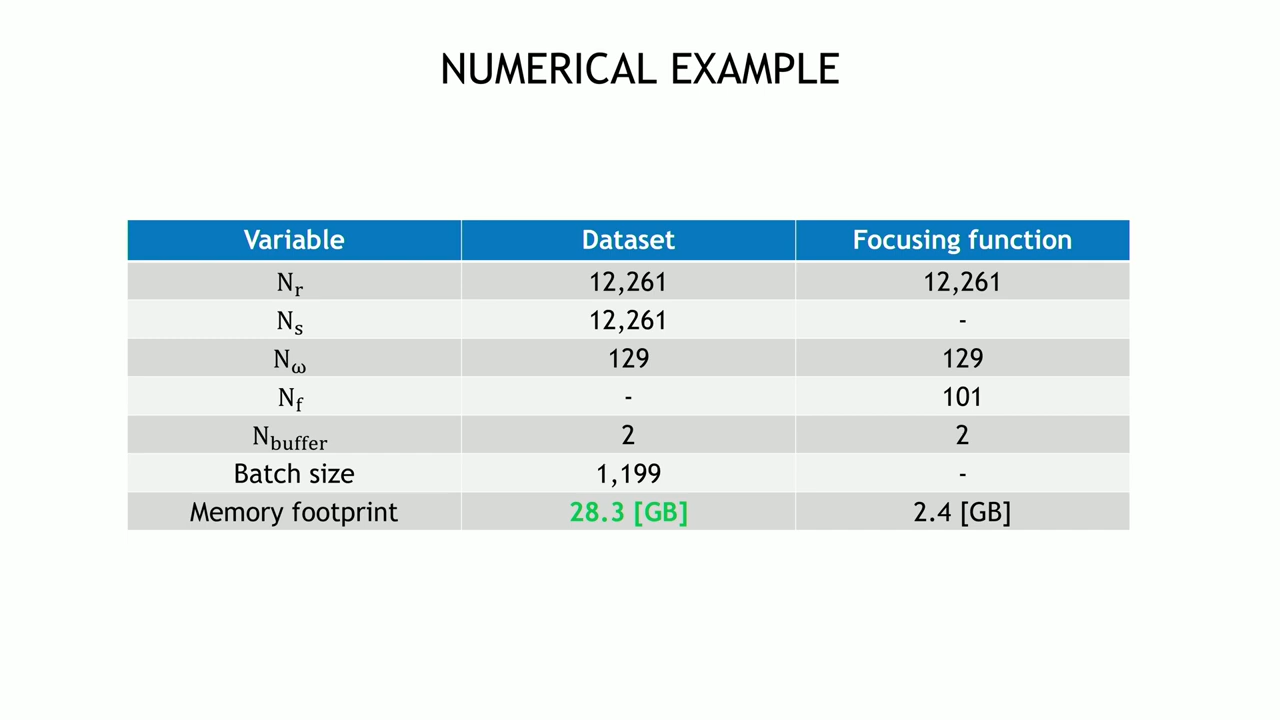 NUMERICAL EXAMPLE
Variable Dataset Focusing function
Nr 12,261 12,261
Ns 12,261 -
Nω 129 129
Nf - 101
Nbuffer 2 2
Batch size 1,199 -
Memory footprint 28.3 [GB] 2.4 [GB]